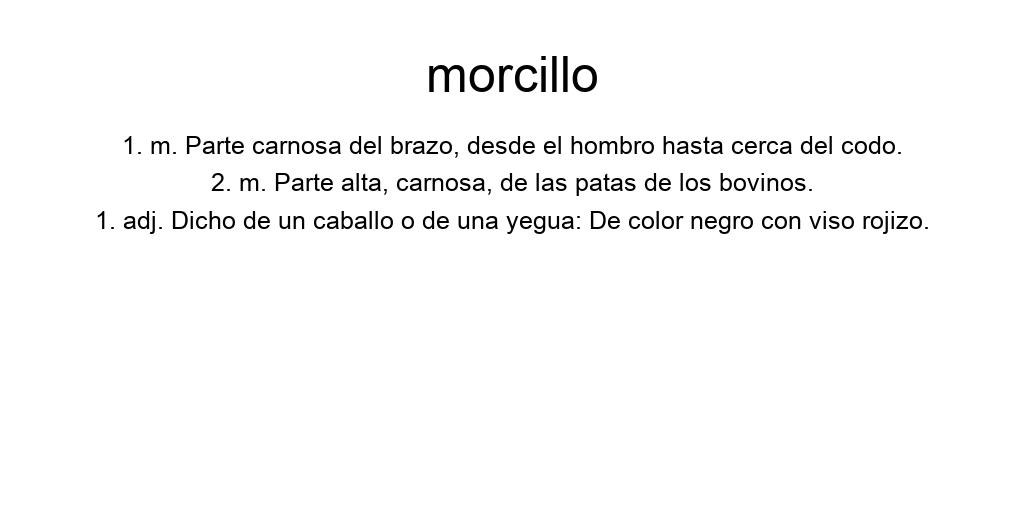 morcillo
1. m. Parte carnosa del brazo, desde el hombro hasta cerca del codo.
2. m. Parte alta, carnosa, de las patas de los bovinos.
1. adj. Dicho de un caballo o de una yegua: De color negro con viso rojizo.